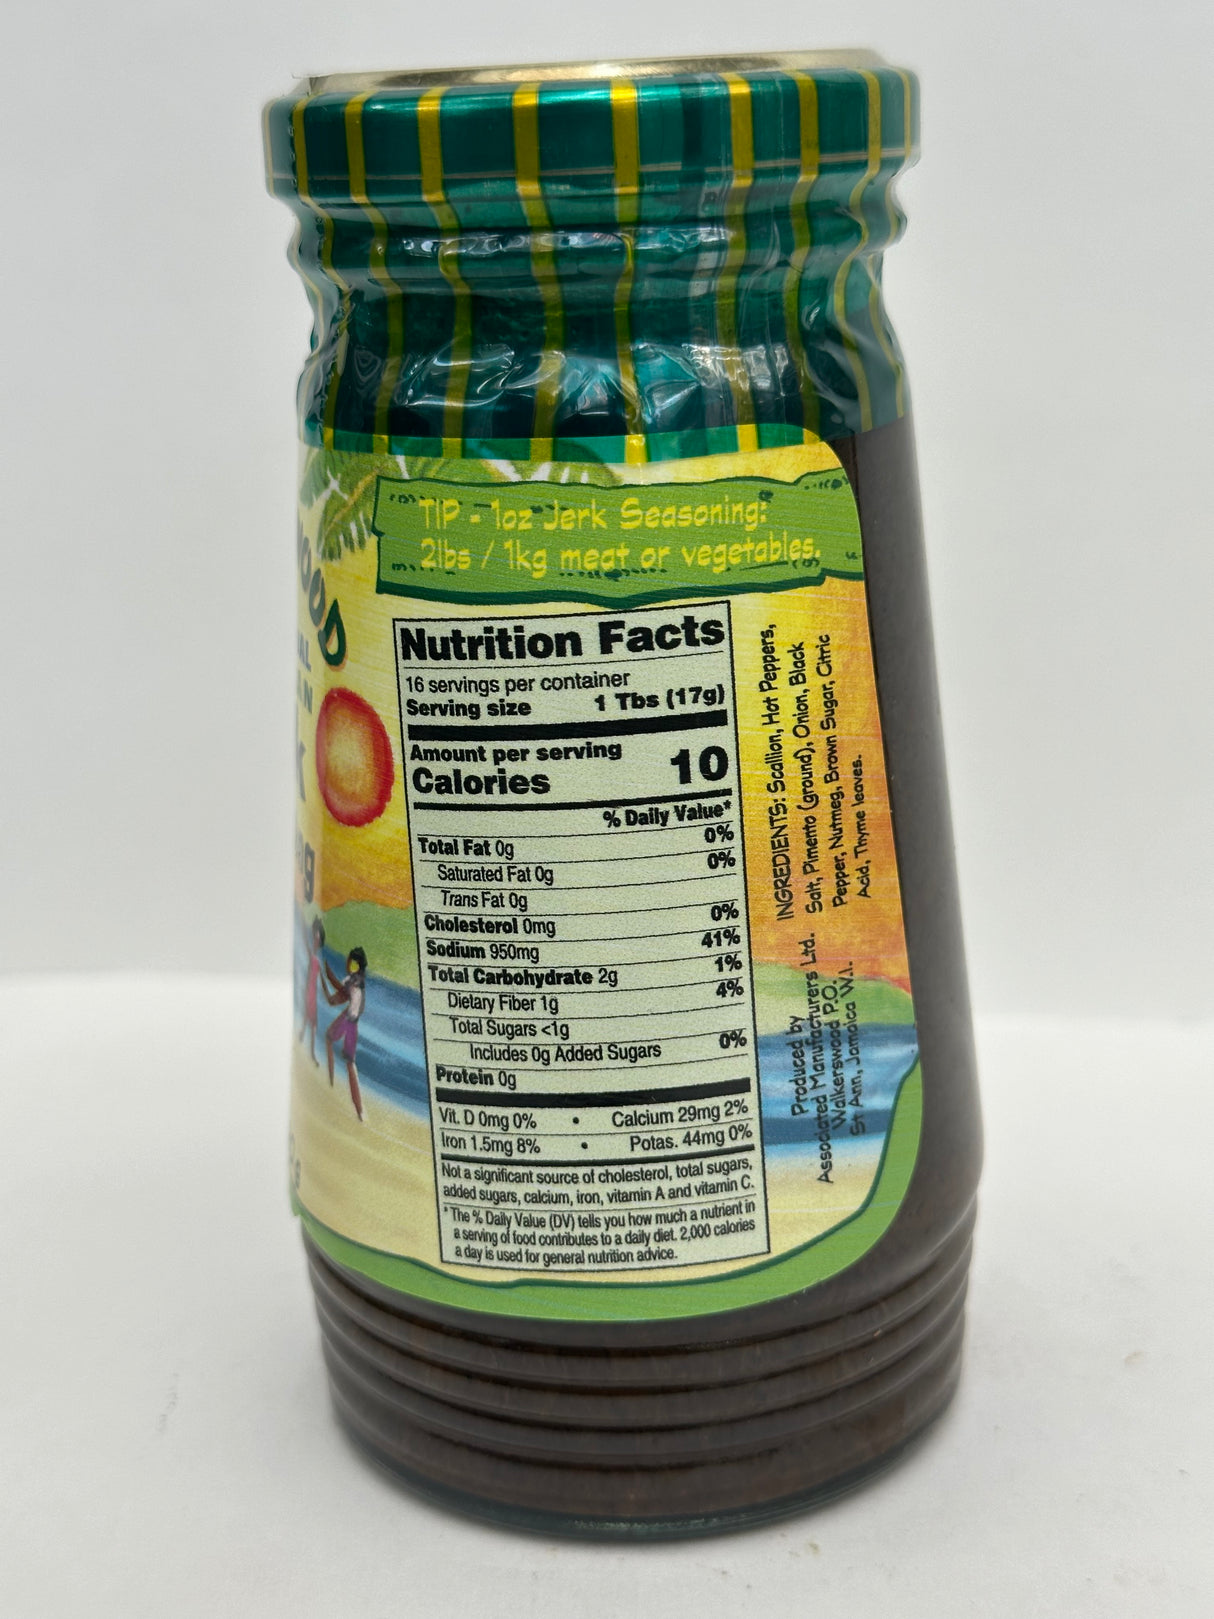 TIP - 1oz Jerk Seasoning:
2lbs / 1kg meat or vegetables.
Nutrition Facts
16 servings per container
Serving size 1 Tbs (17g)
Amount per serving
Calories 10
% Daily Value*
Total Fat 0g 0%
Saturated Fat 0g 0%
Trans Fat 0g
Cholesterol 0mg 0%
Sodium 950mg 41%
Total Carbohydrate 2g 1%
Dietary Fiber 1g 4%
Total Sugars <1g
Includes 0g Added Sugars 0%
Protein 0g
Vit. D 0mg 0% • Calcium 29mg 2%
Iron 1.5mg 8% • Potas. 44mg 0%
Not a significant source of cholesterol, total sugars,
added sugars, calcium, iron, vitamin A and vitamin C.
*The % Daily Value (DV) tells you how much a nutrient in
a serving of food contributes to a daily diet. 2,000 calories
a day is used for general nutrition advice.
INGREDIENTS: Scallion, Hot Peppers,
Salt, Pimento (ground), Onion, Black
Pepper, Nutmeg, Brown Sugar, Citric
Acid, Thyme leaves.
Produced by
Associated Manufacturers Ltd.
Walkerswood P.O.
St Ann, Jamaica W.I.